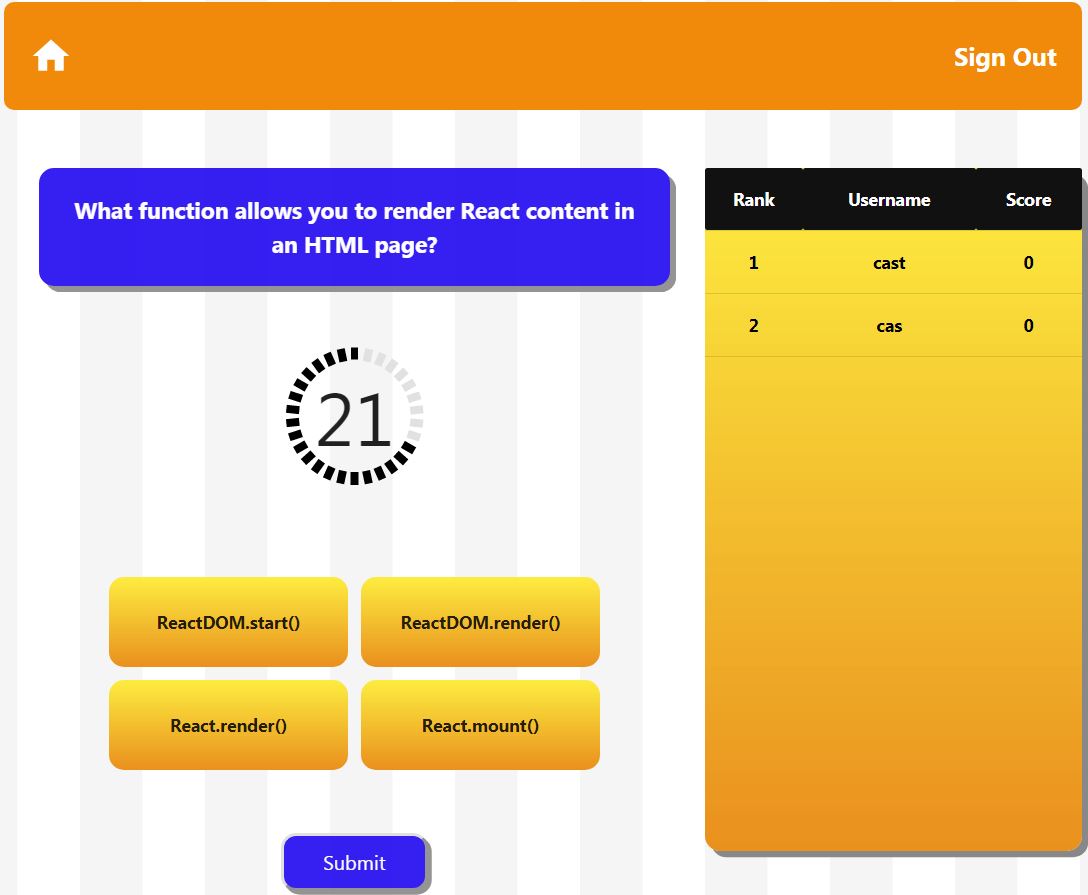 Sign Out
What function allows you to render React content in
an HTML page?
21
ReactDOM.start()
ReactDOM.render()
React.render()
React.mount()
Submit
Rank Username Score
1 cast 0
2 cas 0